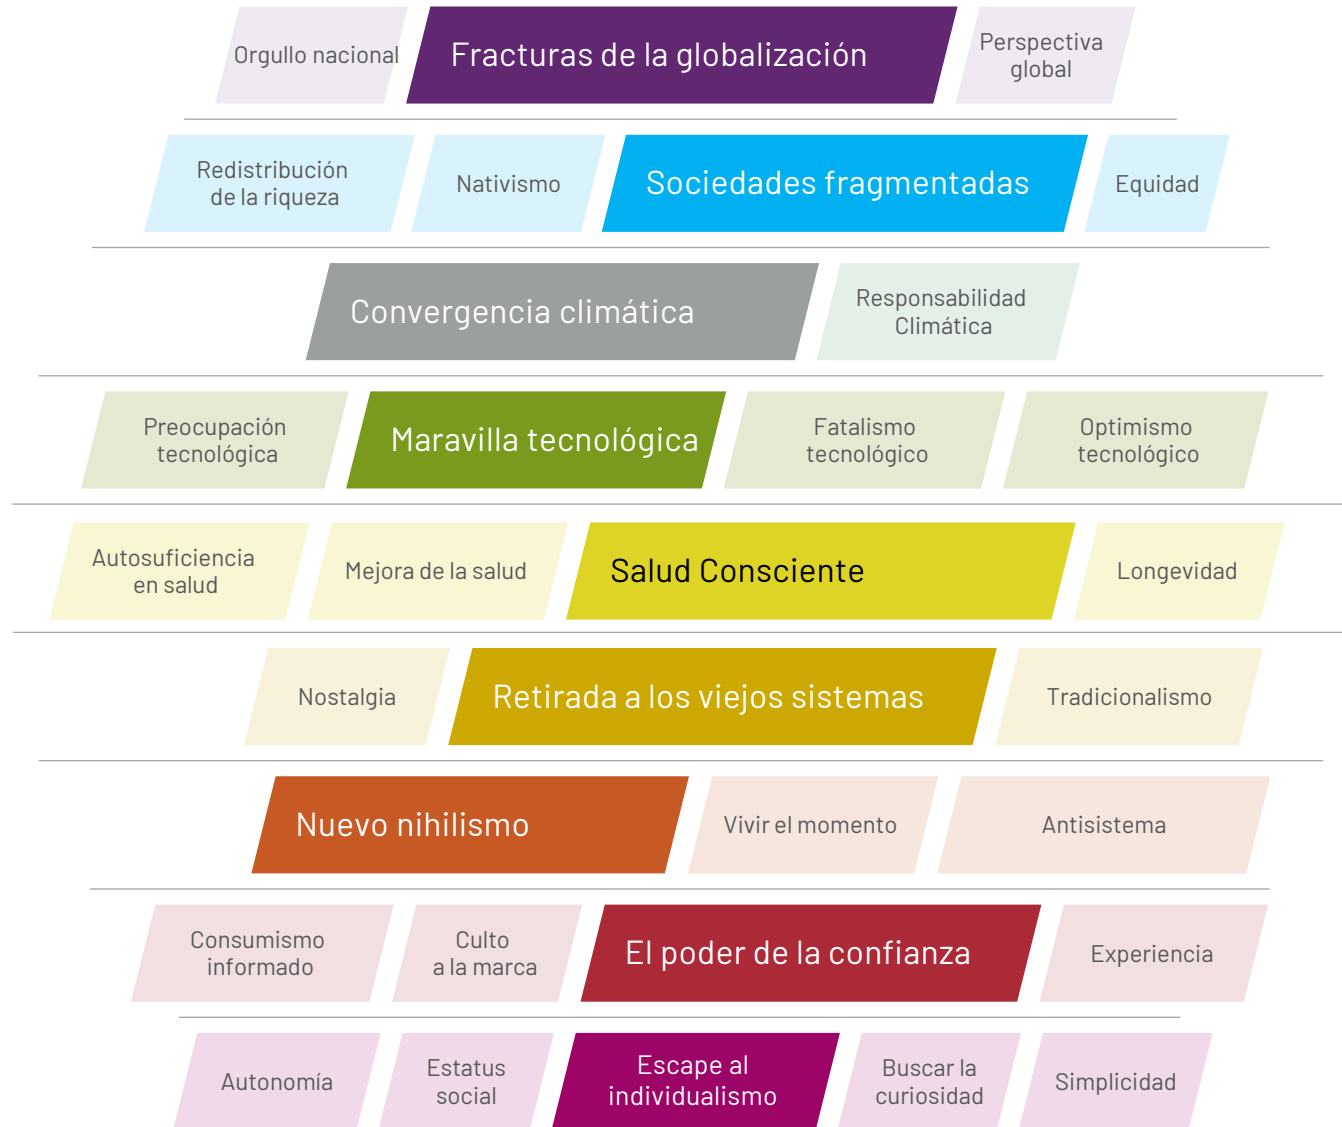 Orgullo nacional
Fracturas de la globalización
Perspectiva
global
Redistribución
de la riqueza
Nativismo
Sociedades fragmentadas
Equidad
Convergencia climática
Responsabilidad
Climática
Preocupación
tecnológica
Maravilla tecnológica
Fatalismo
tecnológico
Optimismo
tecnológico
Autosuficiencia
en salud
Mejora de la salud
Salud Consciente
Longevidad
Nostalgia
Retirada a los viejos sistemas
Tradicionalismo
Nuevo nihilismo
Vivir el momento
Antisistema
Consumismo
informado
Culto
a la marca
El poder de la confianza
Experiencia
Autonomía
Estatus
social
Escape al
individualismo
Buscar la
curiosidad
Simplicidad